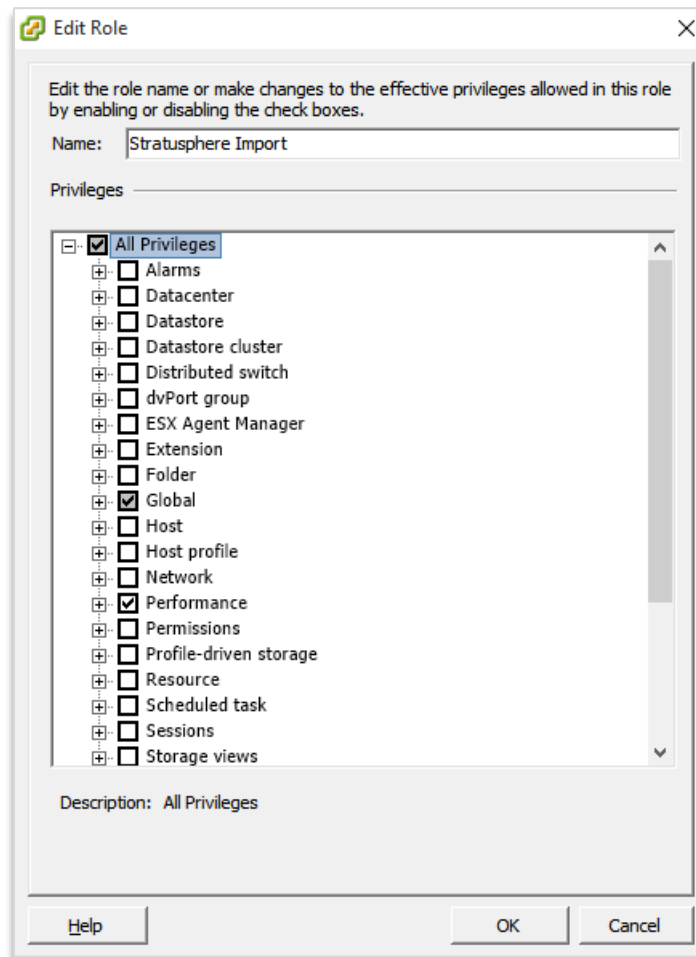 Edit Role
Edit the role name or make changes to the effective privileges allowed in this role
by enabling or disabling the check boxes.
Name: Stratusphere Import
Privileges
All Privileges
Alarms
Datacenter
Datastore
Datastore cluster
Distributed switch
dvPort group
ESX Agent Manager
Extension
Folder
Global
Host
Host profile
Network
Performance
Permissions
Profile-driven storage
Resource
Scheduled task
Sessions
Storage views
Description: All Privileges
Help OK Cancel